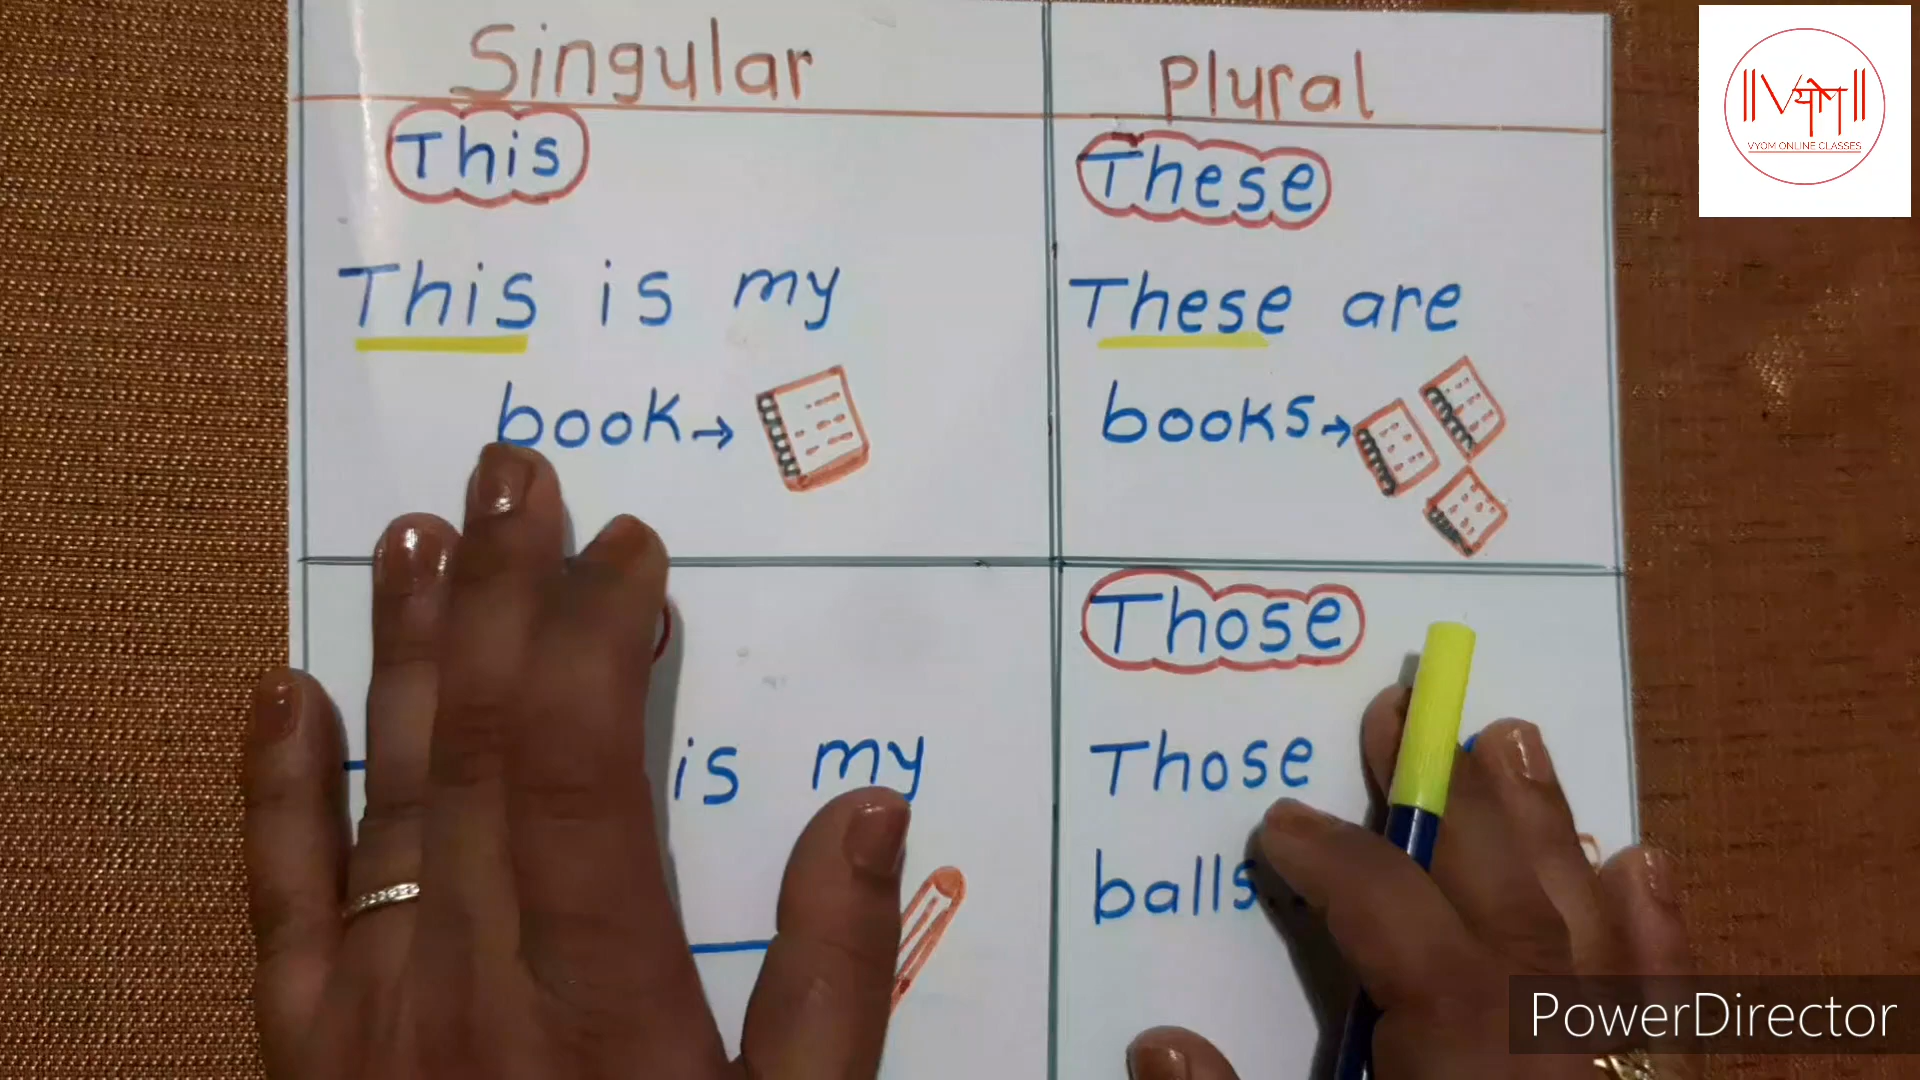 Singular
Plural
This
These
This is my
book →
These are
books →
is my
Those
Those
balls
||व्योम||
VYOM ONLINE CLASSES
PowerDirector